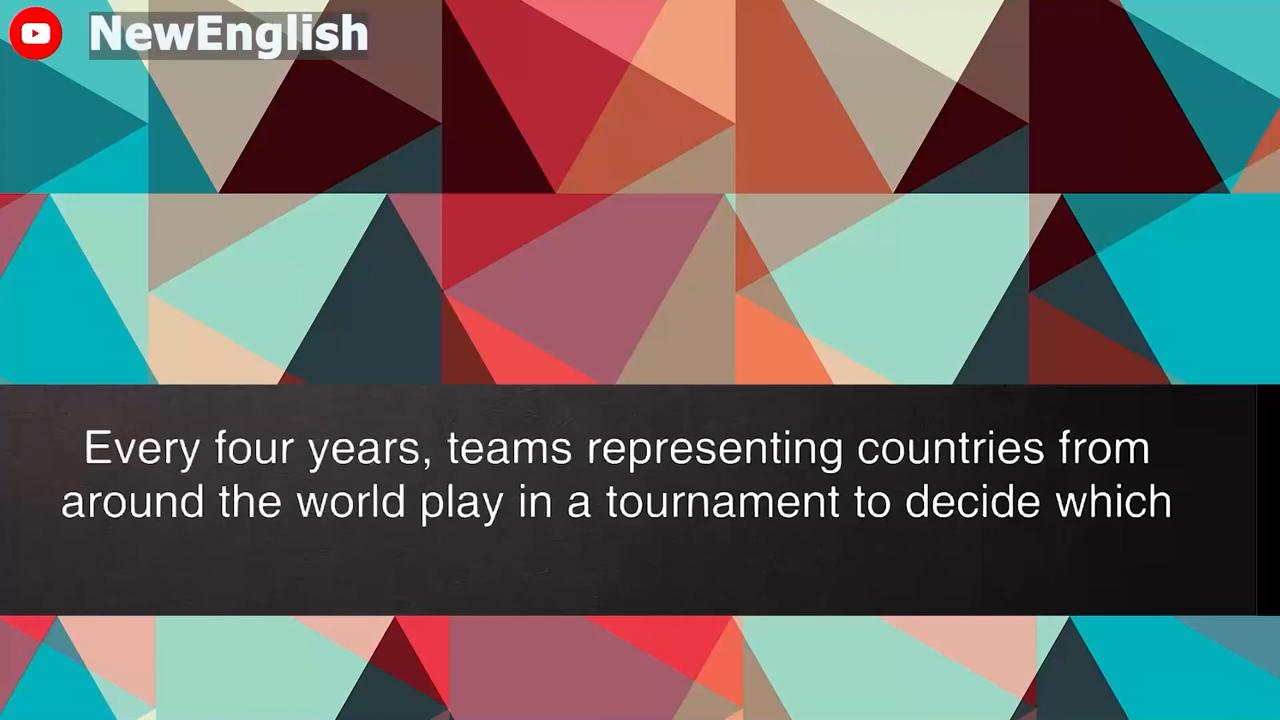 NewEnglish
Every four years, teams representing countries from
around the world play in a tournament to decide which